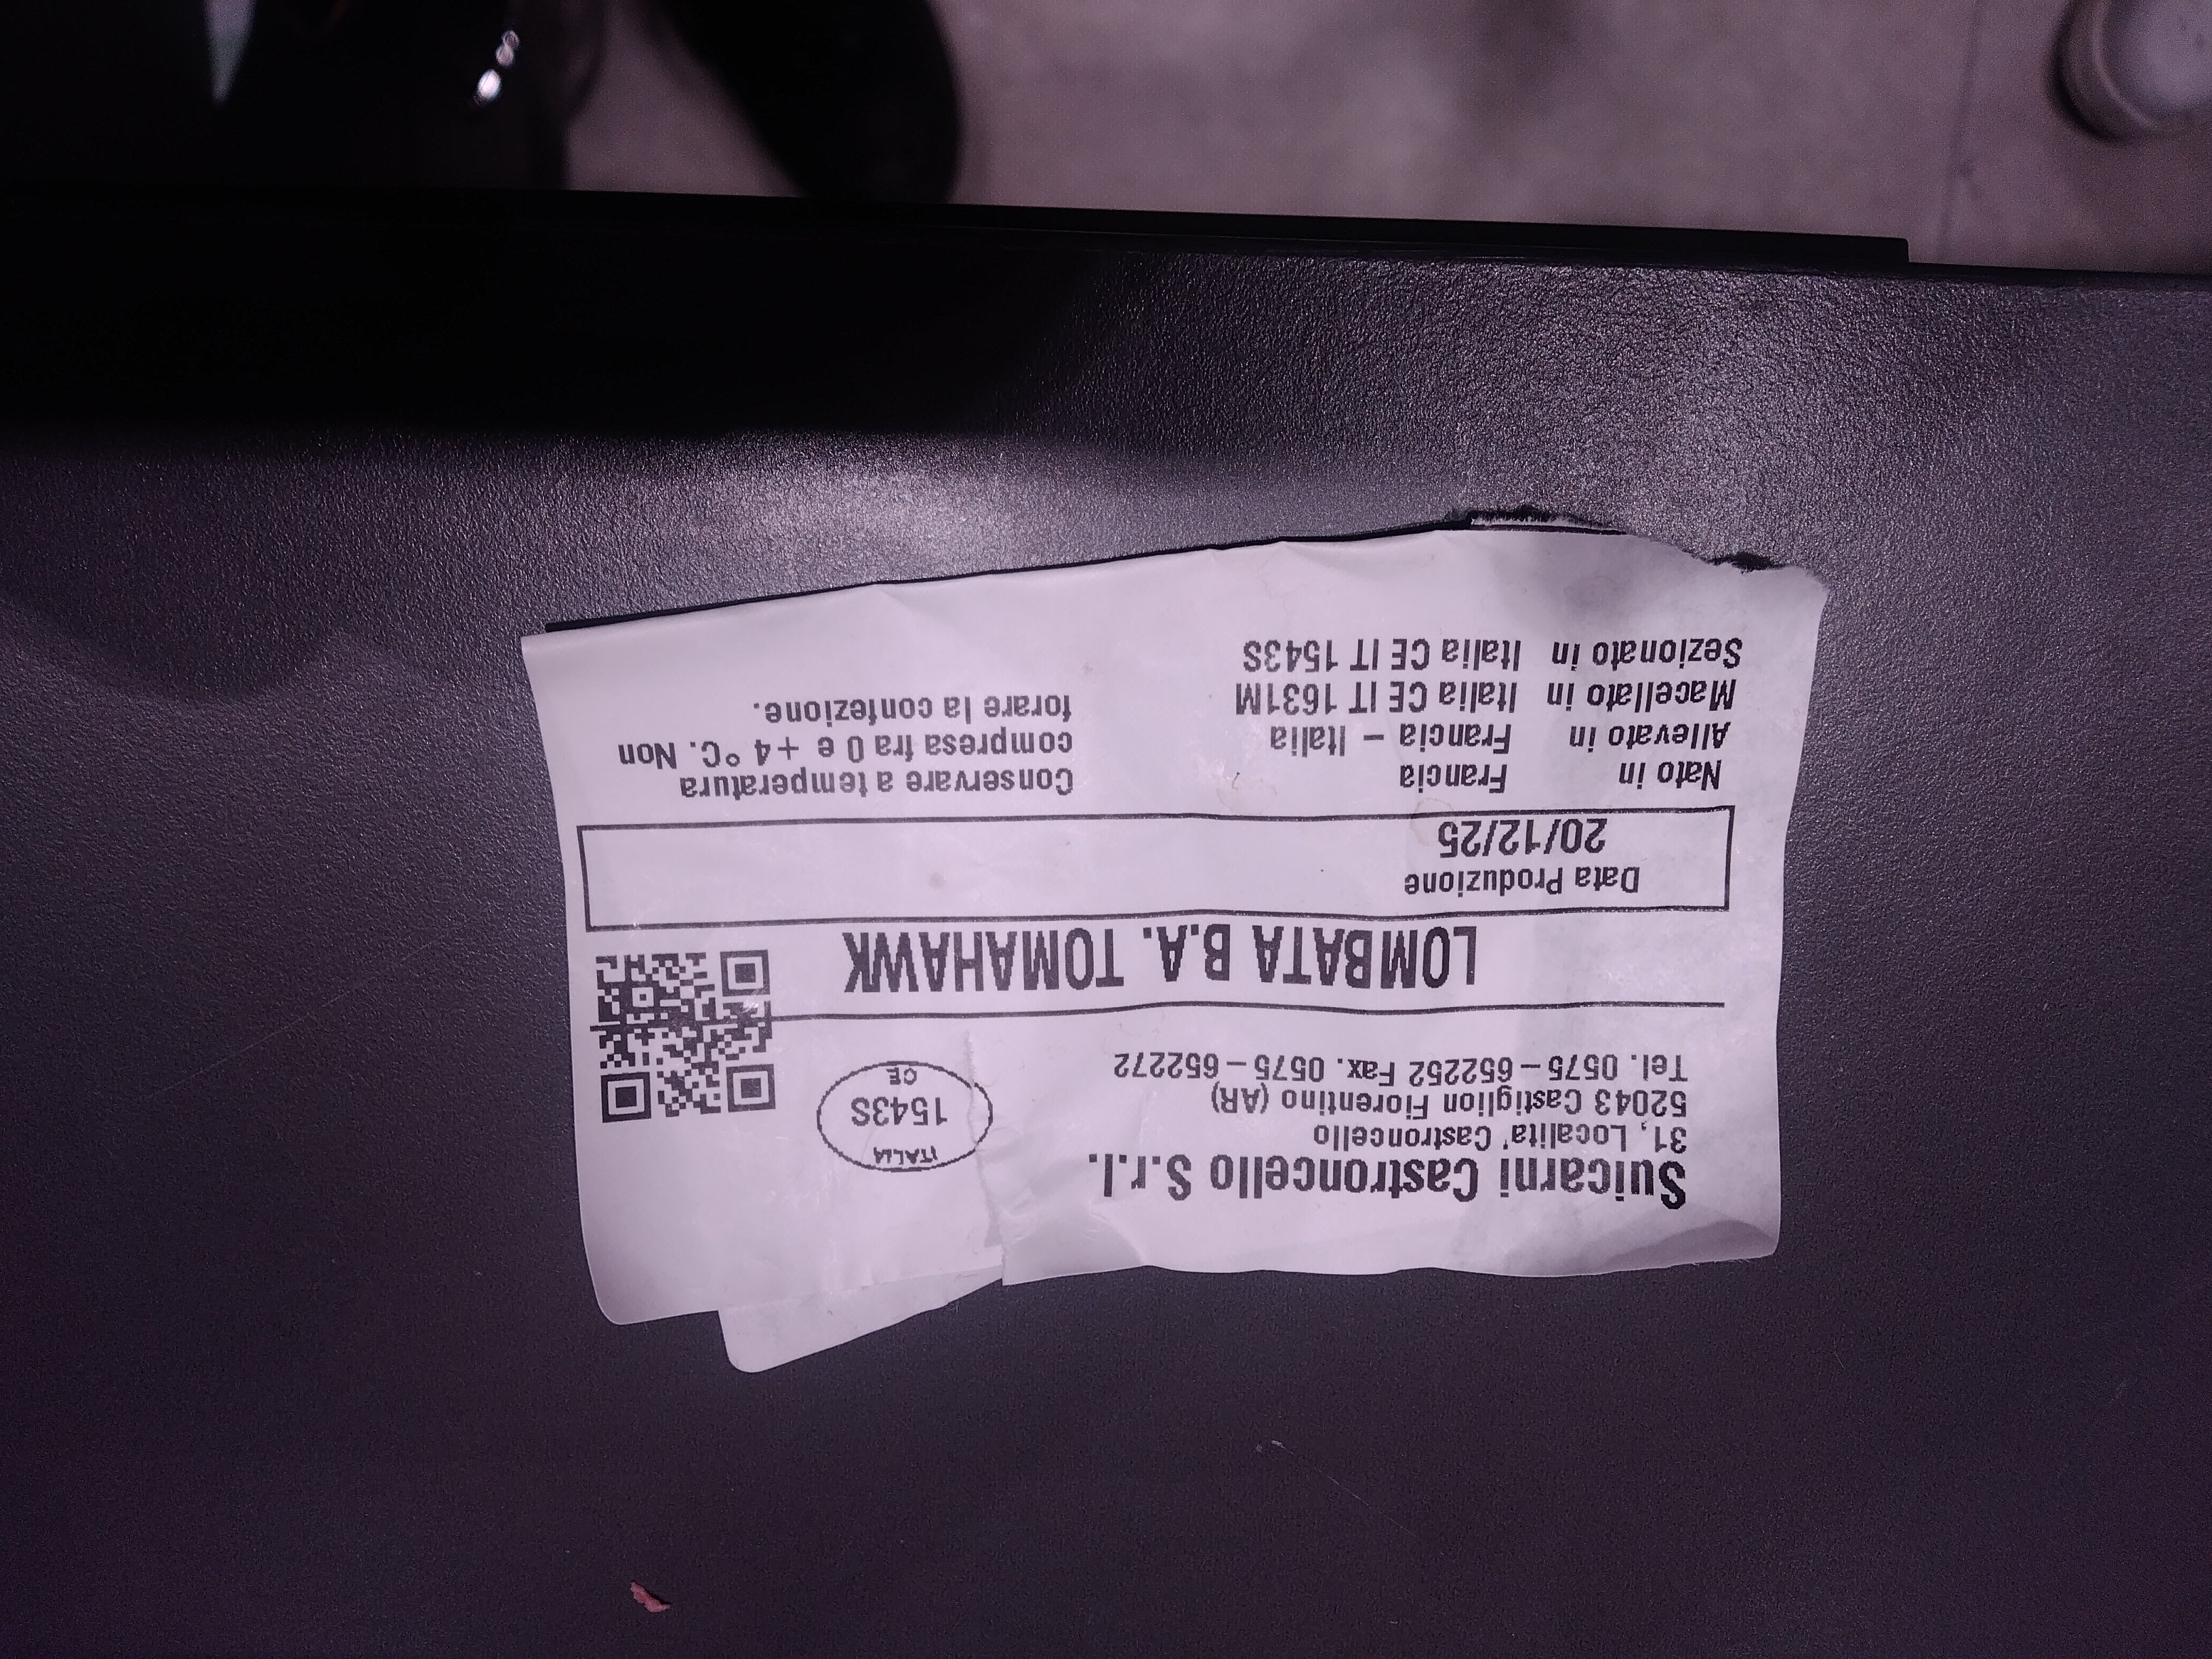 Suicarni Castroncello S.r.l.
31, Localita' Castroncello
52043 Castiglion Fiorentino (AR)
Tel. 0575-652252 Fax. 0575-652272
ITALIA
1543S
CE
LOMBATA B.A. TOMAHAWK
Data Produzione
20/12/25
Nato in Francia
Allevato in Francia - Italia
Macellato in Italia CE IT 1631M
Sezionato in Italia CE IT 1543S
Conservare a temperatura
compresa fra 0 e +4 °C. Non
forare la confezione.